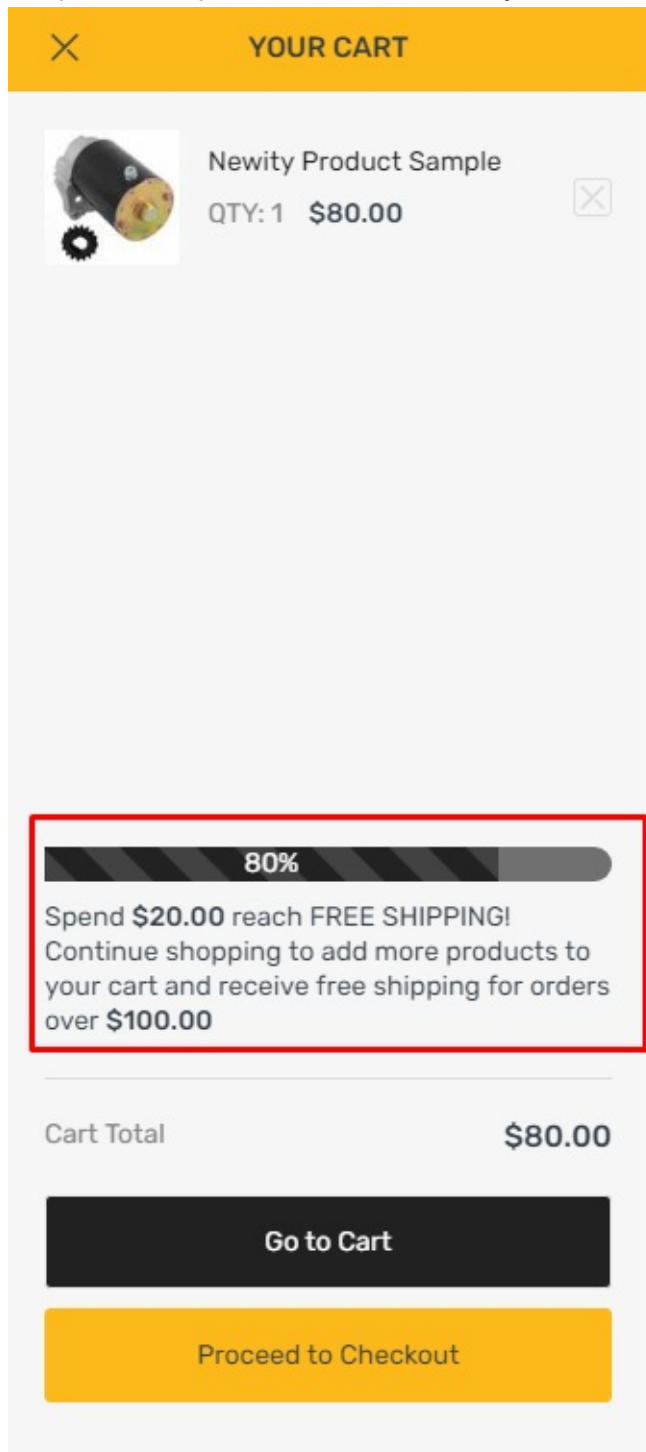 YOUR CART
Newity Product Sample
QTY: 1 $80.00
80%
Spend $20.00 reach FREE SHIPPING!
Continue shopping to add more products to
your cart and receive free shipping for orders
over $100.00
Cart Total $80.00
Go to Cart
Proceed to Checkout